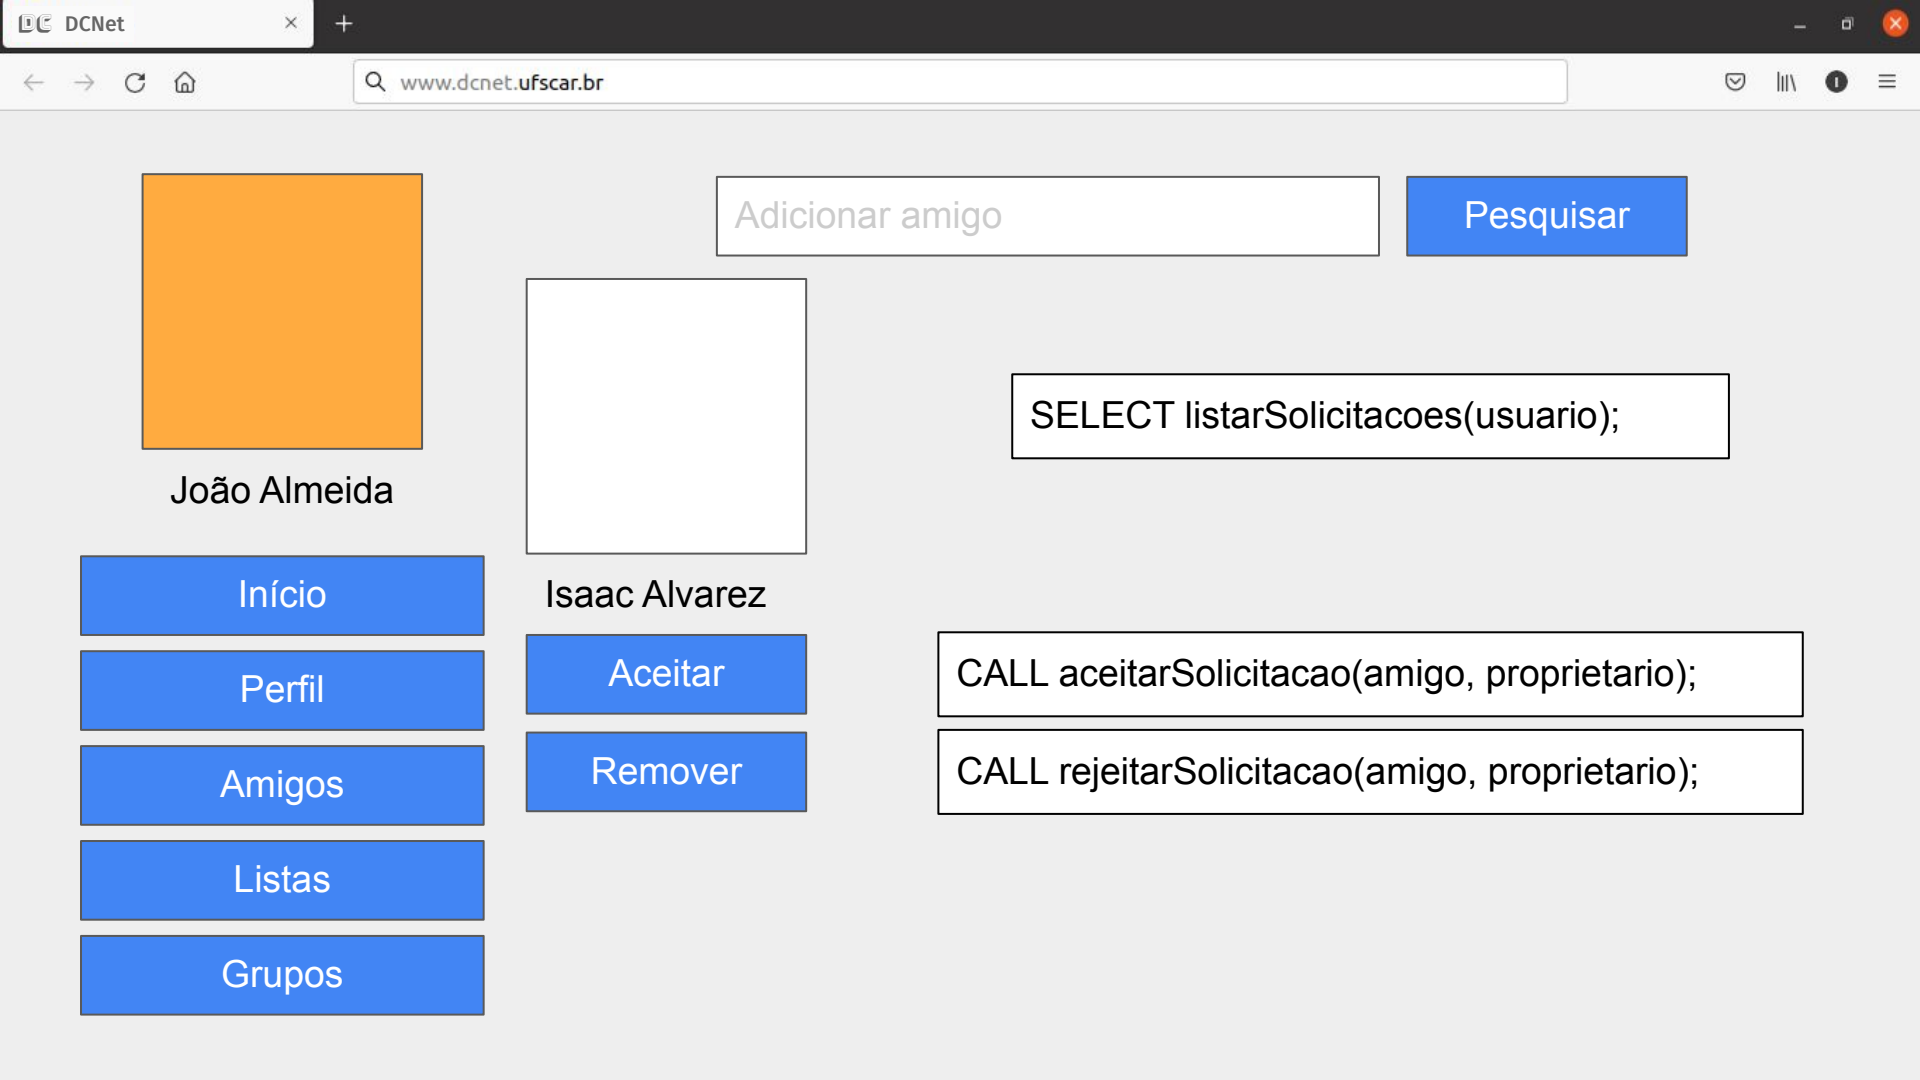 DC DCNet
www.dcnet.ufscar.br
Adicionar amigo
Pesquisar
SELECT listarSolicitacoes(usuario);
João Almeida
Início
Perfil
Amigos
Listas
Grupos
Isaac Alvarez
Aceitar
CALL aceitarSolicitacao(amigo, proprietario);
Remover
CALL rejeitarSolicitacao(amigo, proprietario);